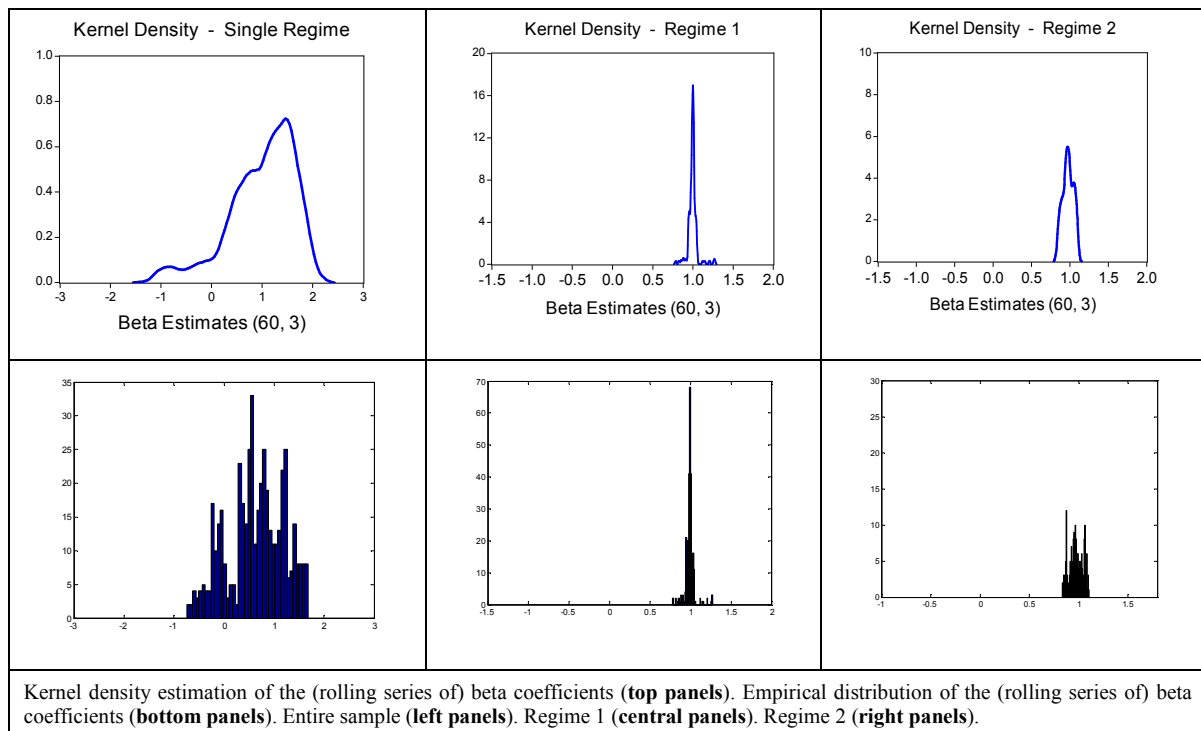 Kernel Density - Single Regime
1.0
0.8
0.6
0.4
0.2
0.0
-3 -2 -1 0 1 2 3
Beta Estimates (60, 3)
Kernel Density - Regime 1
20
16
12
8
4
0
-1.5 -1.0 -0.5 0.0 0.5 1.0 1.5 2.0
Beta Estimates (60, 3)
Kernel Density - Regime 2
10
8
6
4
2
0
-1.5 -1.0 -0.5 0.0 0.5 1.0 1.5 2.0
Beta Estimates (60, 3)
35
30
25
20
15
10
5
0
-3 -2 -1 0 1 2 3
70
60
50
40
30
20
10
0
-1.5 -1 -0.5 0 0.5 1 1.5 2
30
25
20
15
10
5
0
-1 -0.5 0 0.5 1 1.5
Kernel density estimation of the (rolling series of) beta coefficients (top panels). Empirical distribution of the (rolling series of) beta
coefficients (bottom panels). Entire sample (left panels). Regime 1 (central panels). Regime 2 (right panels).